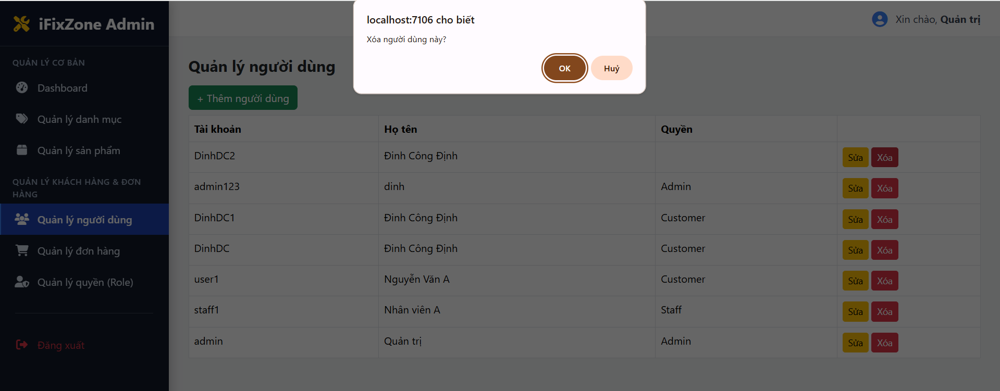 iFixZone Admin
localhost:7106 cho biết
Xóa người dùng này?
OK
Huỷ
Xin chào, Quản trị
QUẢN LÝ CƠ BẢN
Dashboard
Quản lý danh mục
Quản lý sản phẩm
QUẢN LÝ KHÁCH HÀNG & ĐƠN
HÀNG
Quản lý người dùng
Quản lý đơn hàng
Quản lý quyền (Role)
Đăng xuất
Quản lý người dùng
+ Thêm người dùng
Tài khoản Họ tên Quyền
DinhDC2 Đinh Công Định Sửa Xóa
admin123 dinh Admin Sửa Xóa
DinhDC1 Đinh Công Định Customer Sửa Xóa
DinhDC Đinh Công Định Customer Sửa Xóa
user1 Nguyễn Văn A Customer Sửa Xóa
staff1 Nhân viên A Staff Sửa Xóa
admin Quản trị Admin Sửa Xóa